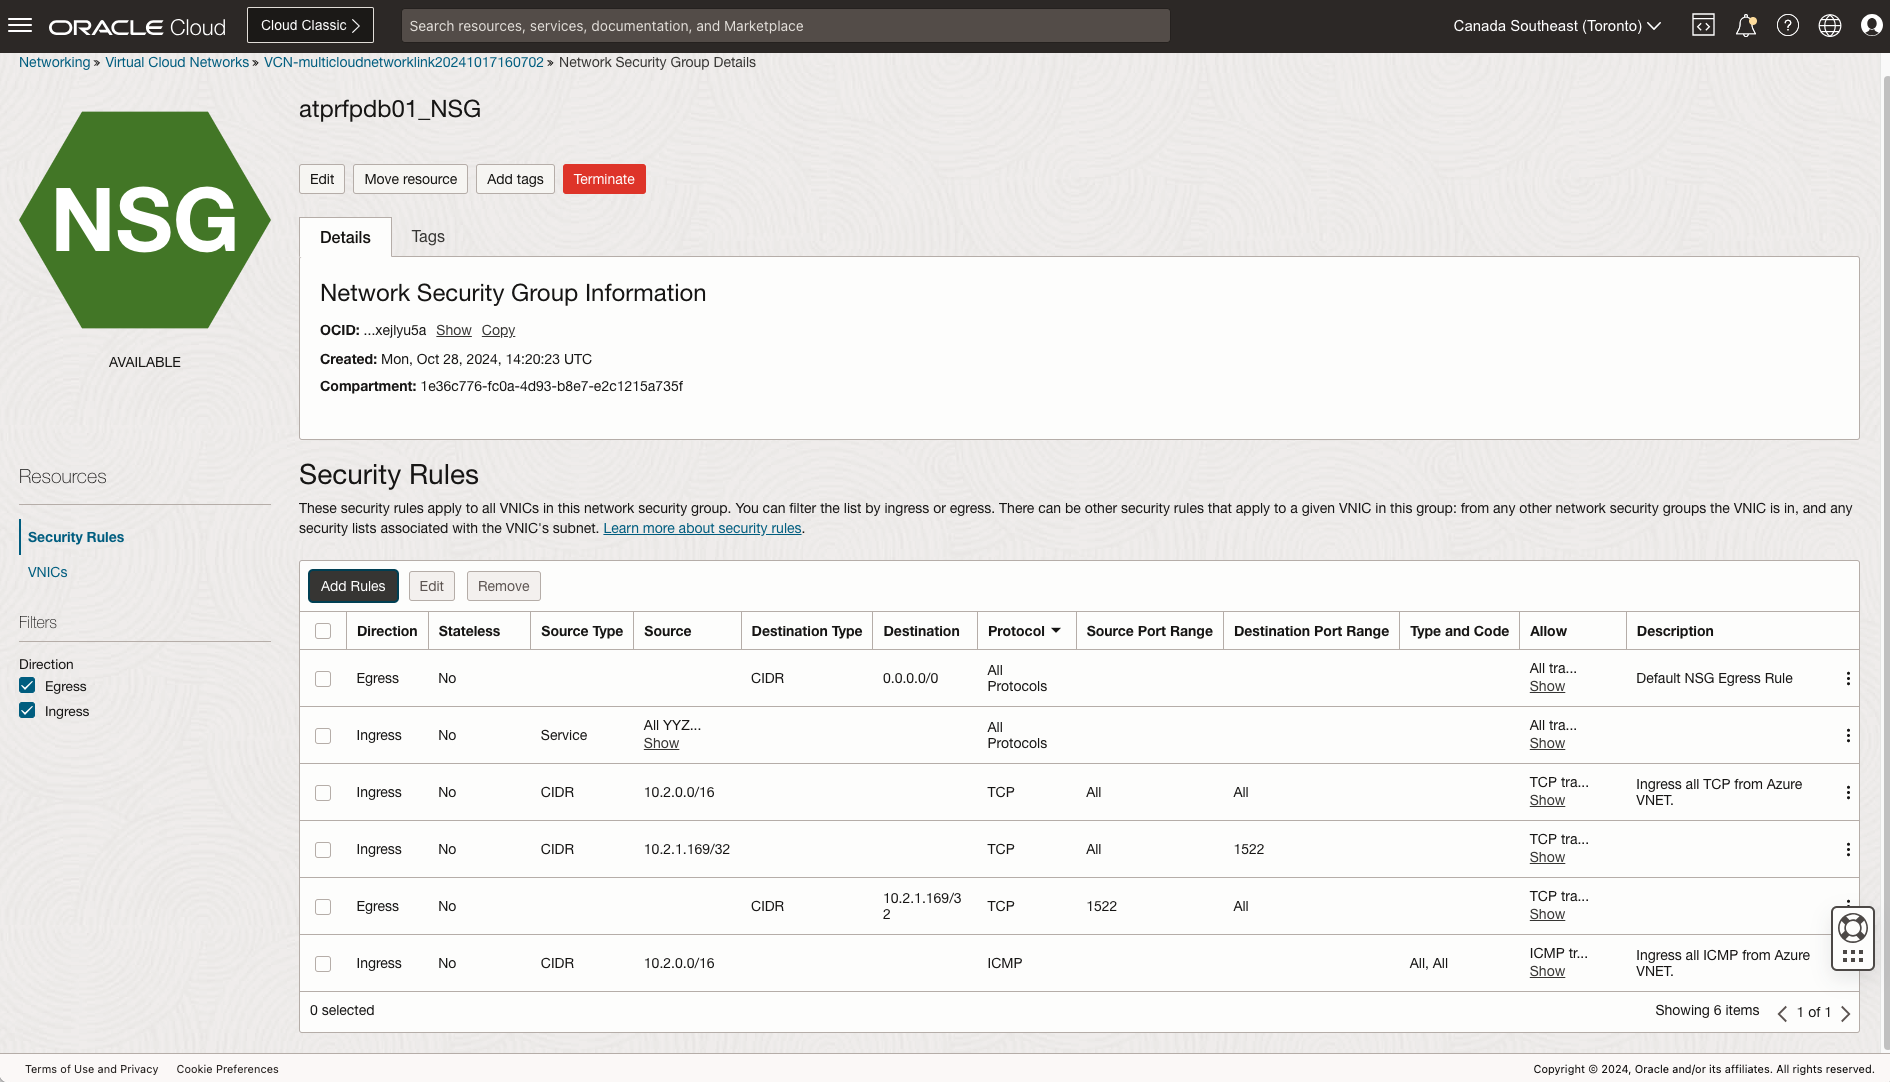 ORACLE Cloud
Cloud Classic
Search resources, services, documentation, and Marketplace
Canada Southeast (Toronto)
Networking » Virtual Cloud Networks » VCN-multicloudnetworklink20241017160702 » Network Security Group Details
NSG
AVAILABLE
atprfpdb01_NSG
Edit Move resource Add tags Terminate
Details Tags
Network Security Group Information
OCID: ...xejlyu5a Show Copy
Created: Mon, Oct 28, 2024, 14:20:23 UTC
Compartment: 1e36c776-fc0a-4d93-b8e7-e2c1215a735f
Resources
Security Rules
VNICs
Filters
Direction
Egress
Ingress
Security Rules
These security rules apply to all VNICs in this network security group. You can filter the list by ingress or egress. There can be other security rules that apply to a given VNIC in this group: from any other network security groups the VNIC is in, and any
security lists associated with the VNIC's subnet. Learn more about security rules.
Add Rules Edit Remove
Direction Stateless Source Type Source Destination Type Destination Protocol Source Port Range Destination Port Range Type and Code Allow Description
Egress No CIDR 0.0.0.0/0 All Protocols All tra... Show Default NSG Egress Rule
Ingress No Service All YYZ... Show All Protocols All tra... Show
Ingress No CIDR 10.2.0.0/16 TCP All All TCP tra... Show Ingress all TCP from Azure VNET.
Ingress No CIDR 10.2.1.169/32 TCP All 1522 TCP tra... Show
Egress No CIDR 10.2.1.169/32 TCP 1522 All TCP tra... Show
Ingress No CIDR 10.2.0.0/16 ICMP All, All ICMP tr... Show Ingress all ICMP from Azure VNET.
0 selected
Showing 6 items 1 of 1
Terms of Use and Privacy Cookie Preferences
Copyright © 2024, Oracle and/or its affiliates. All rights reserved.